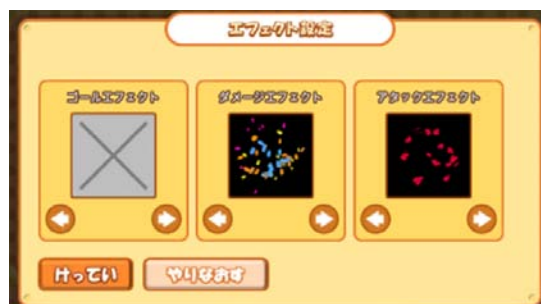 エフェクト設定
ゴールエフェクト
ダメージエフェクト
アタックエフェクト
けってい
やりなおす